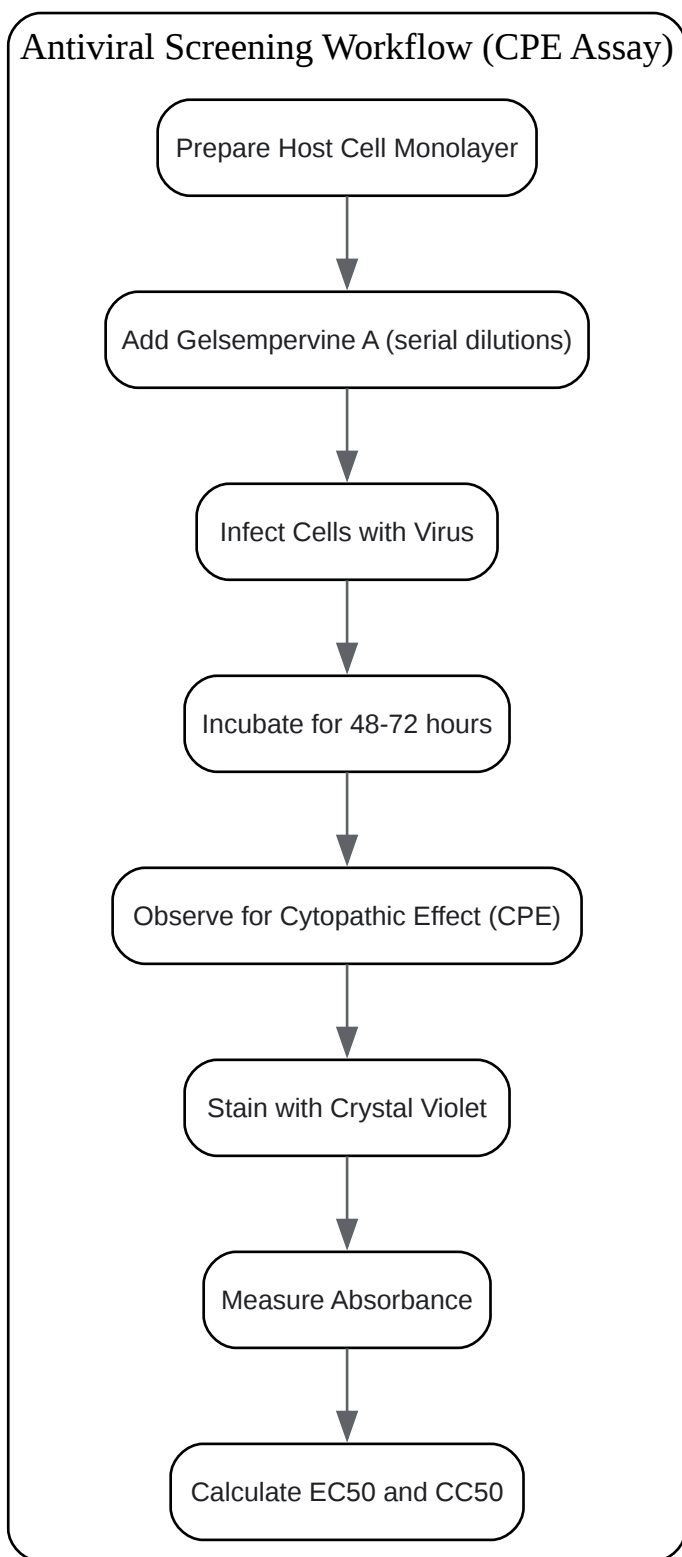 Antiviral Screening Workflow (CPE Assay)
Prepare Host Cell Monolayer
Add Gelsempervine A (serial dilutions)
Infect Cells with Virus
Incubate for 48-72 hours
Observe for Cytopathic Effect (CPE)
Stain with Crystal Violet
Measure Absorbance
Calculate EC50 and CC50